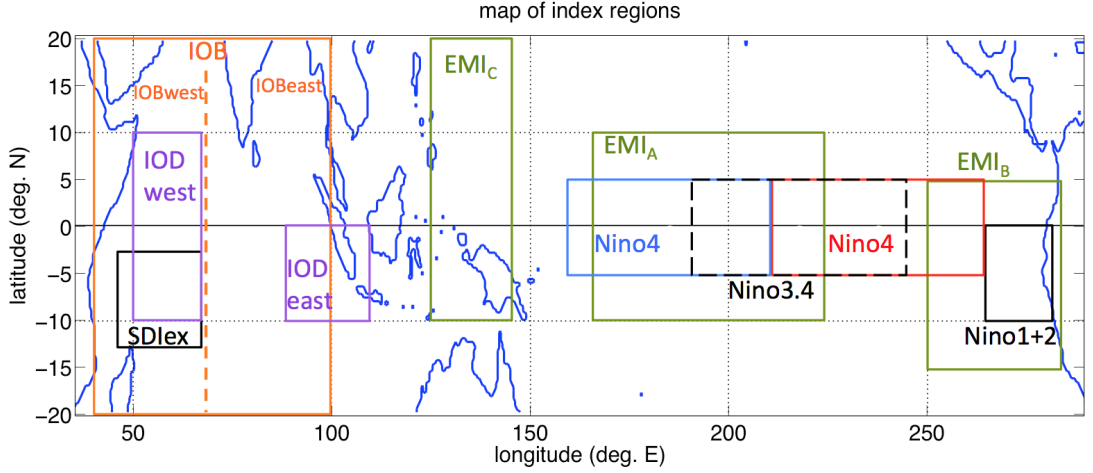 map of index regions
20
15
10
5
0
−5
−10
−15
−20
latitude (deg. N)
IOB
IOBwest
IOBeast
EMIC
IOD
west
EMIA
EMIB
Nino4
Nino4
IOD
east
Nino3.4
SDIex
Nino1+2
50
100
150
200
250
longitude (deg. E)